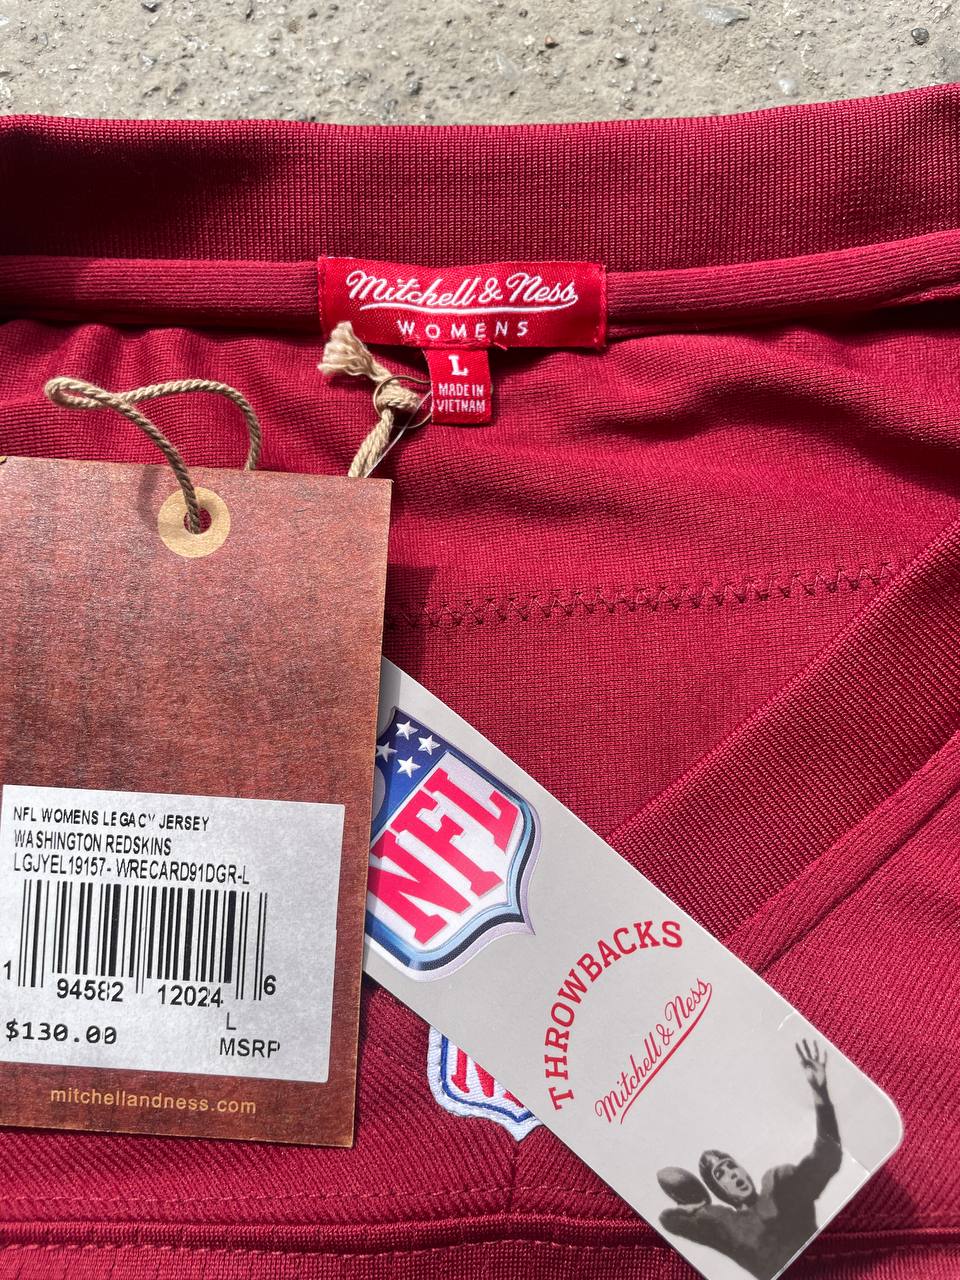 Mitchell & Ness
WOMENS
L
MADE IN
VIETNAM
NFL WOMENS LEGACY JERSEY
WASHINGTON REDSKINS
LGJYEL19157-WRECARD91DGR-L
1 94582 12024 6
$130.00
L
MSRP
mitchellandness.com
NFL
THROWBACKS
Mitchell & Ness